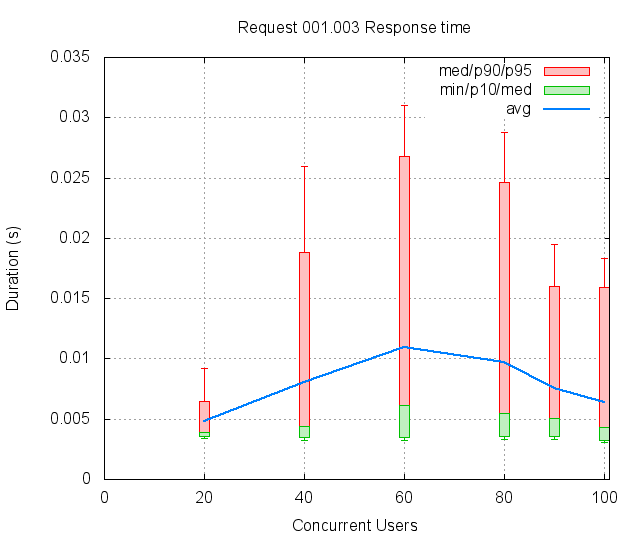 Request 001.003 Response time
0.035
0.03
0.025
0.02
0.015
0.01
0.005
0
Duration (s)
med/p90/p95
min/p10/med
avg
0 20 40 60 80 100
Concurrent Users